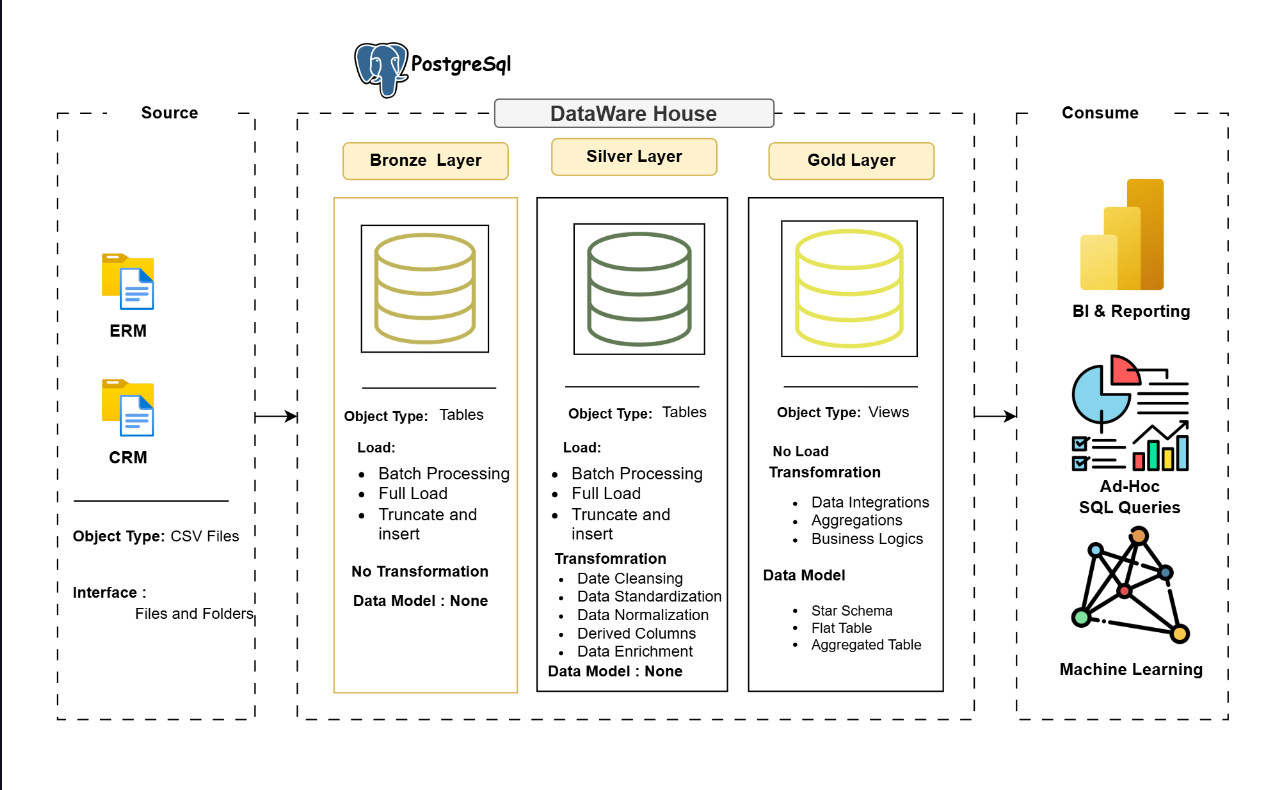 PostgreSql
Source
ERM
CRM
Object Type: CSV Files
Interface :
Files and Folders
DataWare House
Bronze Layer
Object Type: Tables
Load:
• Batch Processing
• Full Load
• Truncate and
insert
No Transformation
Data Model : None
Silver Layer
Object Type: Tables
Load:
• Batch Processing
• Full Load
• Truncate and
insert
Transfomration
• Date Cleansing
• Data Standardization
• Data Normalization
• Derived Columns
• Data Enrichment
Data Model : None
Gold Layer
Object Type: Views
No Load
Transfomration
• Data Integrations
• Aggregations
• Business Logics
Data Model
• Star Schema
• Flat Table
• Aggregated Table
Consume
BI & Reporting
Ad-Hoc
SQL Queries
Machine Learning